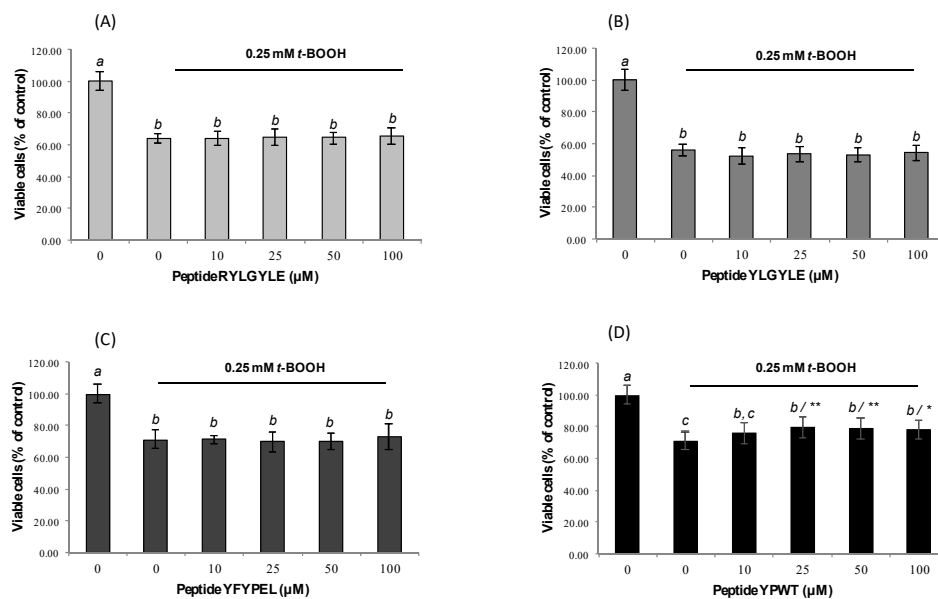 (A)
0.25 mM t-BOOH
Viable cells (% of control)
120.00
100.00
80.00
60.00
40.00
20.00
0.00
a
b
b
b
b
b
0
0
10
25
50
100
Peptide RYLGYLE (µM)
(B)
0.25 mM t-BOOH
Viable cells (% of control)
120.00
100.00
80.00
60.00
40.00
20.00
0.00
a
b
b
b
b
b
0
0
10
25
50
100
Peptide YLGYLE (µM)
(C)
0.25 mM t-BOOH
Viable cells (% of control)
120.00
100.00
80.00
60.00
40.00
20.00
0.00
a
b
b
b
b
b
0
0
10
25
50
100
Peptide YFYPEL (µM)
(D)
0.25 mM t-BOOH
Viable cells (% of control)
120.00
100.00
80.00
60.00
40.00
20.00
0.00
a
c
b, c
b / **
b / **
b / *
0
0
10
25
50
100
Peptide YPWT (µM)